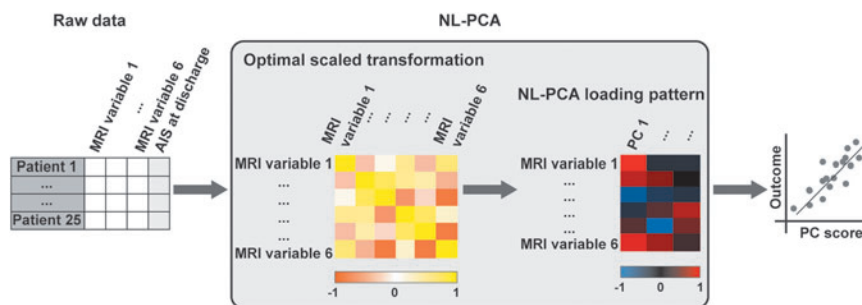 Raw data
NL-PCA
MRI variable 1
...
MRI variable 6
AIS at discharge
Patient 1
...
...
Patient 25
Optimal scaled transformation
MRI
variable 1
...
...
...
...
MRI
variable 6
MRI variable 1
...
...
...
...
MRI variable 6
-1 0 1
NL-PCA loading pattern
PC 1
...
...
MRI variable 1
...
...
...
...
MRI variable 6
-1 0 1
Outcome
PC score